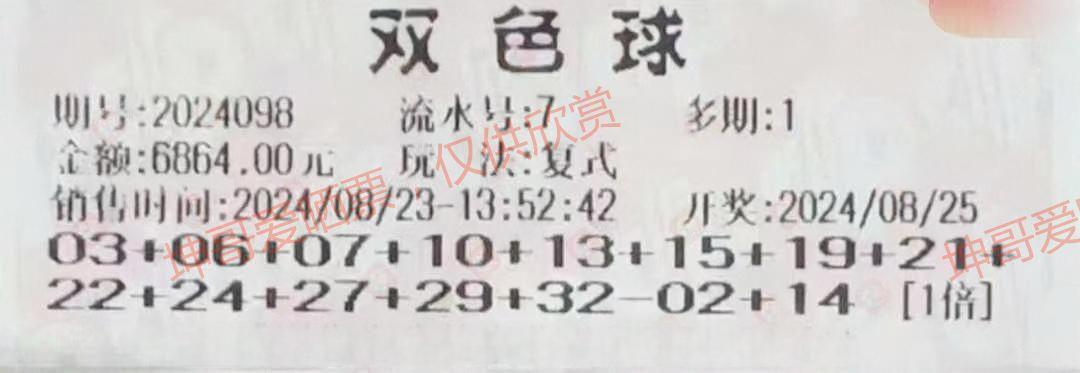 双色球
期号:2024098 流水号:7 多期:1
金额:6864.00元 玩法:复式
销售时间:2024/08/23-13:52:42 开奖:2024/08/25
03+06+07+10+13+15+19+21+
22+24+27+29+32-02+14 [1倍]
坤哥爱晒票，仅供欣赏
坤哥爱